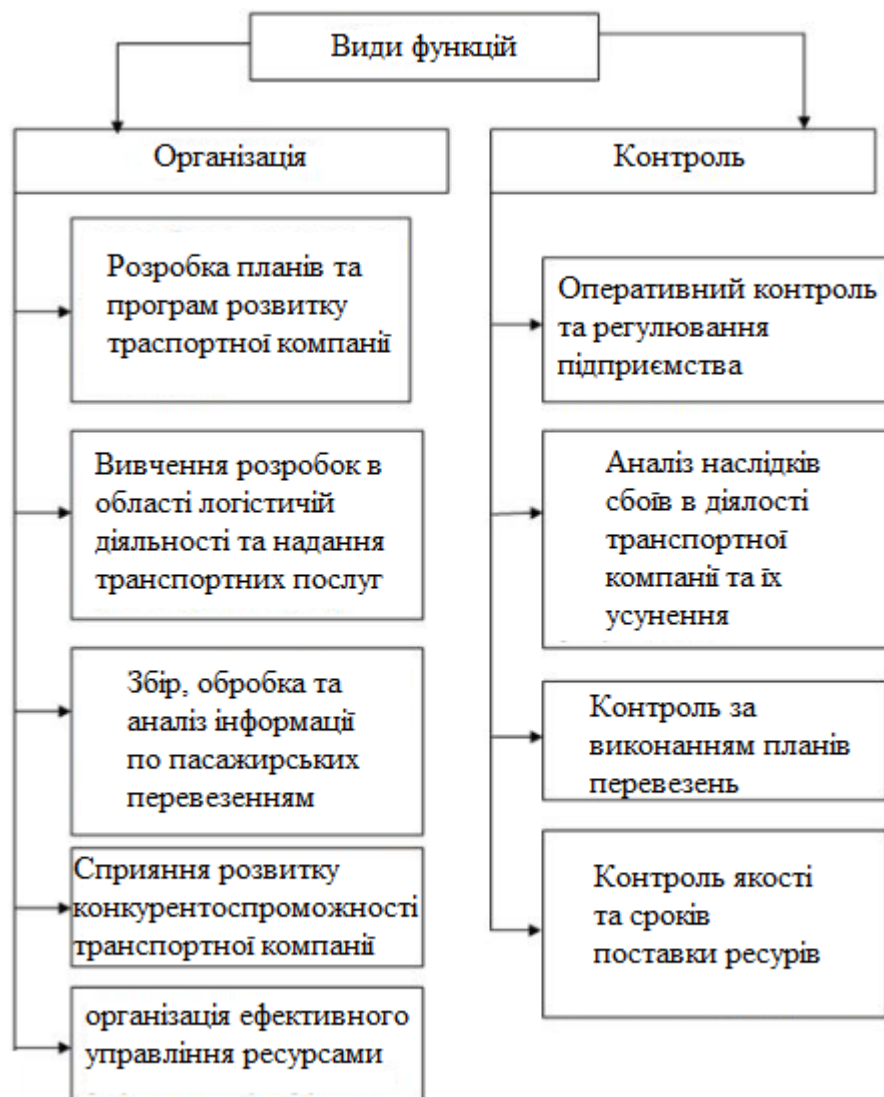 Види функцій
Організація
Розробка планів та
програм розвитку
траспортної компанії
Вивчення розробок в
області логістичій
діяльності та надання
транспортних послуг
Збір, обробка та
аналіз інформації
по пасажирських
перевезенням
Сприяння розвитку
конкурентоспроможності
транспортної компанії
організація ефективного
управління ресурсами
Контроль
Оперативний контроль
та регулювання
підприємства
Аналіз наслідків
сбоїв в діялості
транспортної
компанії та їх
усунення
Контроль за
виконанням планів
перевезень
Контроль якості
та сроків
поставки ресурів